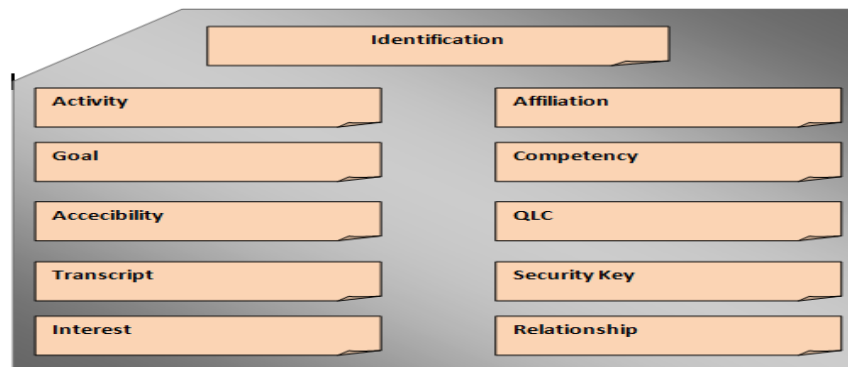 Identification
Activity
Affiliation
Goal
Competency
Accecibility
QLC
Transcript
Security Key
Interest
Relationship